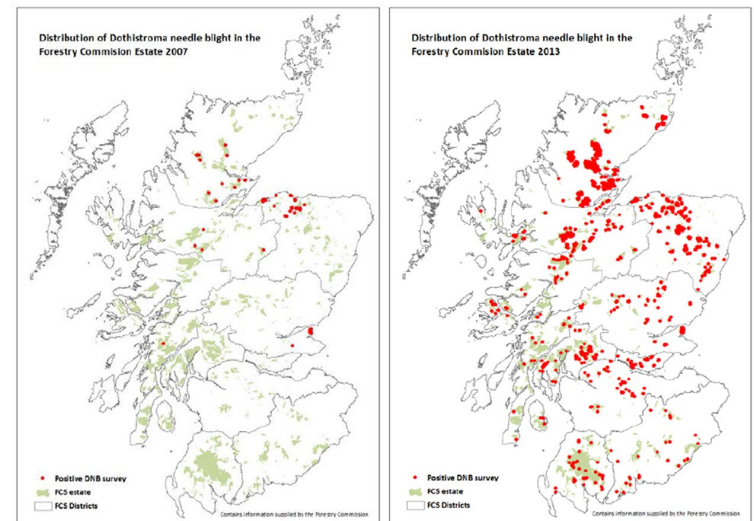 Distribution of Dothistroma needle blight in the
Forestry Commision Estate 2007
Positive DNB survey
FCS estate
FCS Districts
Contains information supplied by the Forestry Commission
Distribution of Dothistroma needle blight in the
Forestry Commision Estate 2013
Positive DNB survey
FCS estate
FCS Districts
Contains information supplied by the Forestry Commission